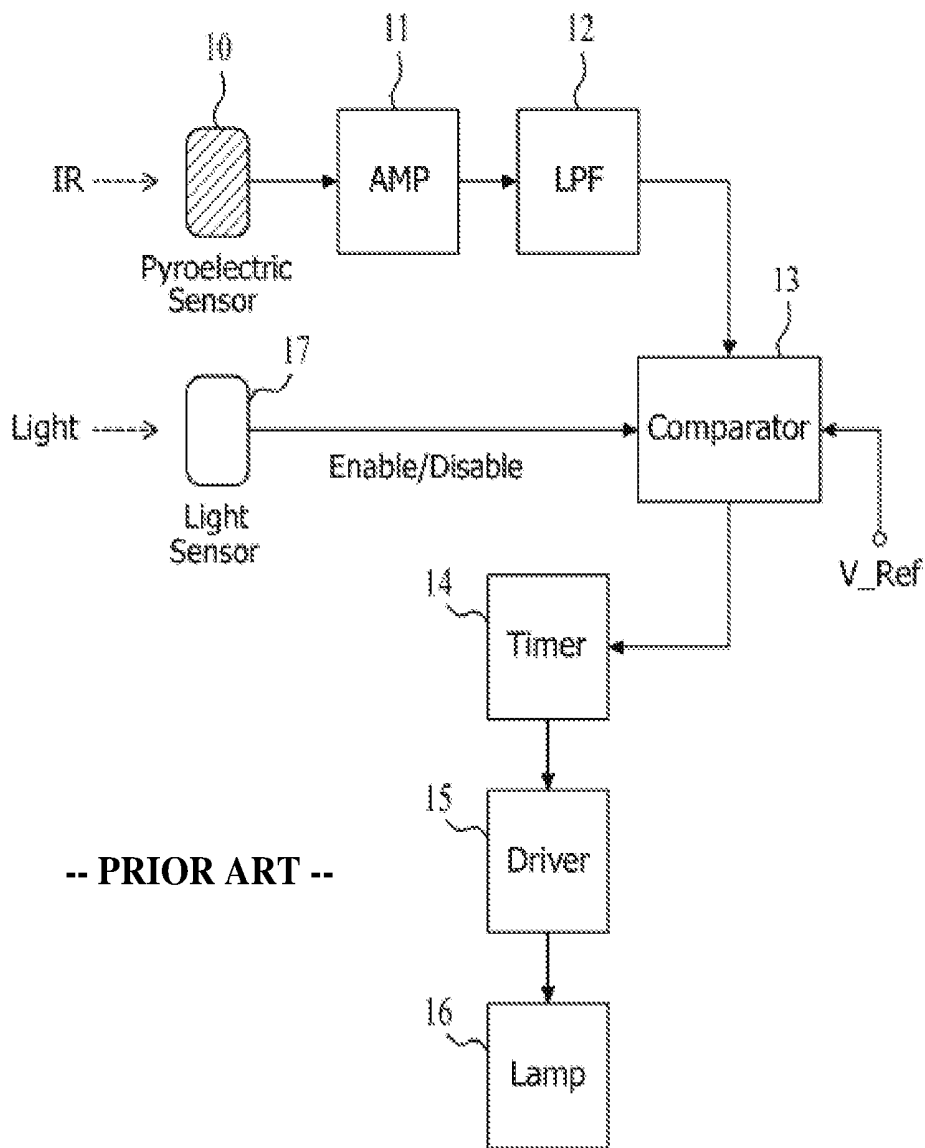 10
11
12
IR
AMP
LPF
Pyroelectric
Sensor
13
17
Light
Comparator
Enable/Disable
Light
Sensor
V_Ref
14
Timer
15
Driver
-- PRIOR ART --
16
Lamp